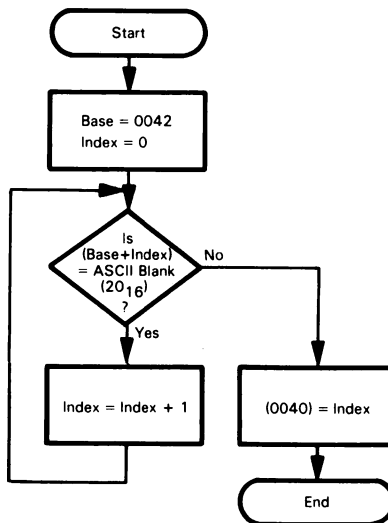 Start
Base = 0042
Index = 0
Is
(Base+Index)
= ASCII Blank
(20₁₆)
?
No
Yes
Index = Index + 1
(0040) = Index
End